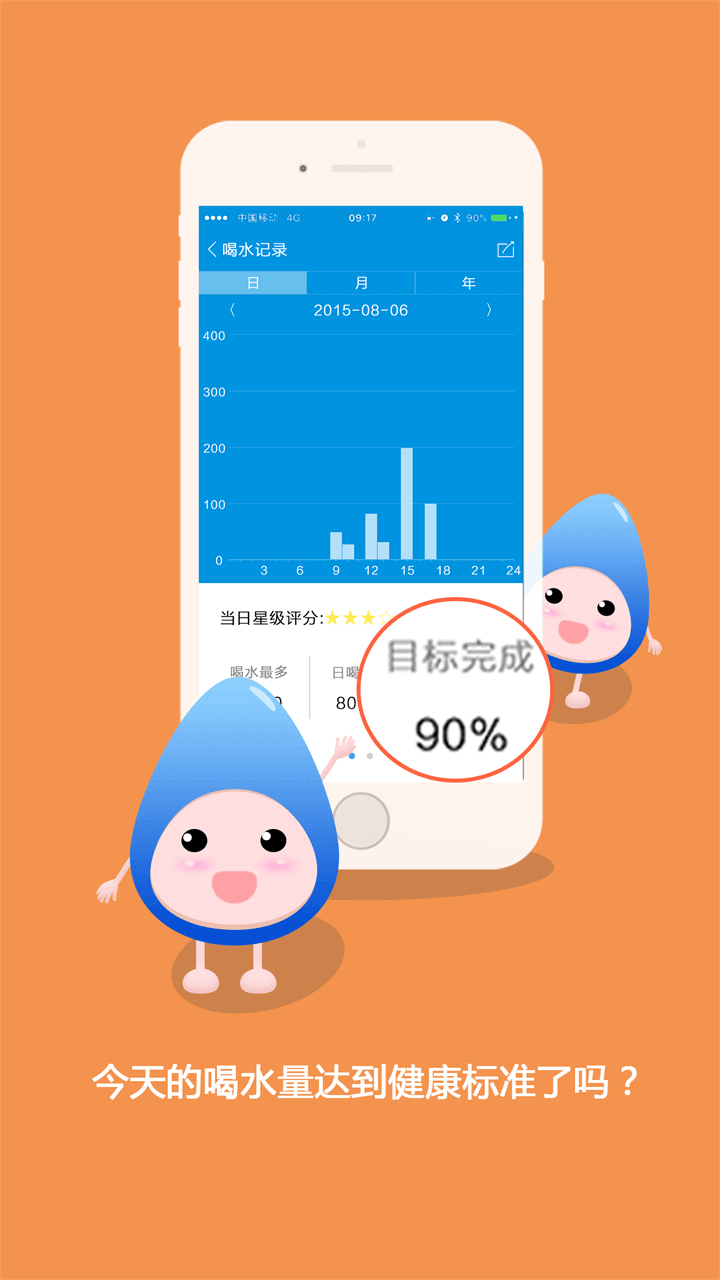 中国移动 4G 09:17 90%
喝水记录
日 月 年
2015-08-06
400
300
200
100
0
3 6 9 12 15 18 21 24
当日星级评分:
目标完成
喝水最多 日喝
80
90%
今天的喝水量达到健康标准了吗？